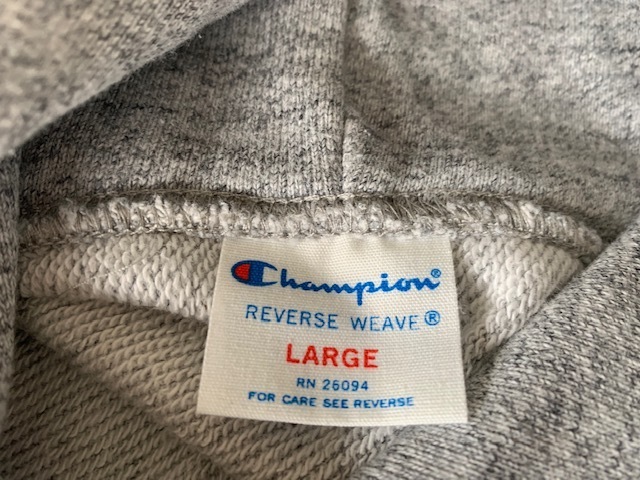 Champion®
REVERSE WEAVE®
LARGE
RN 26094
FOR CARE SEE REVERSE